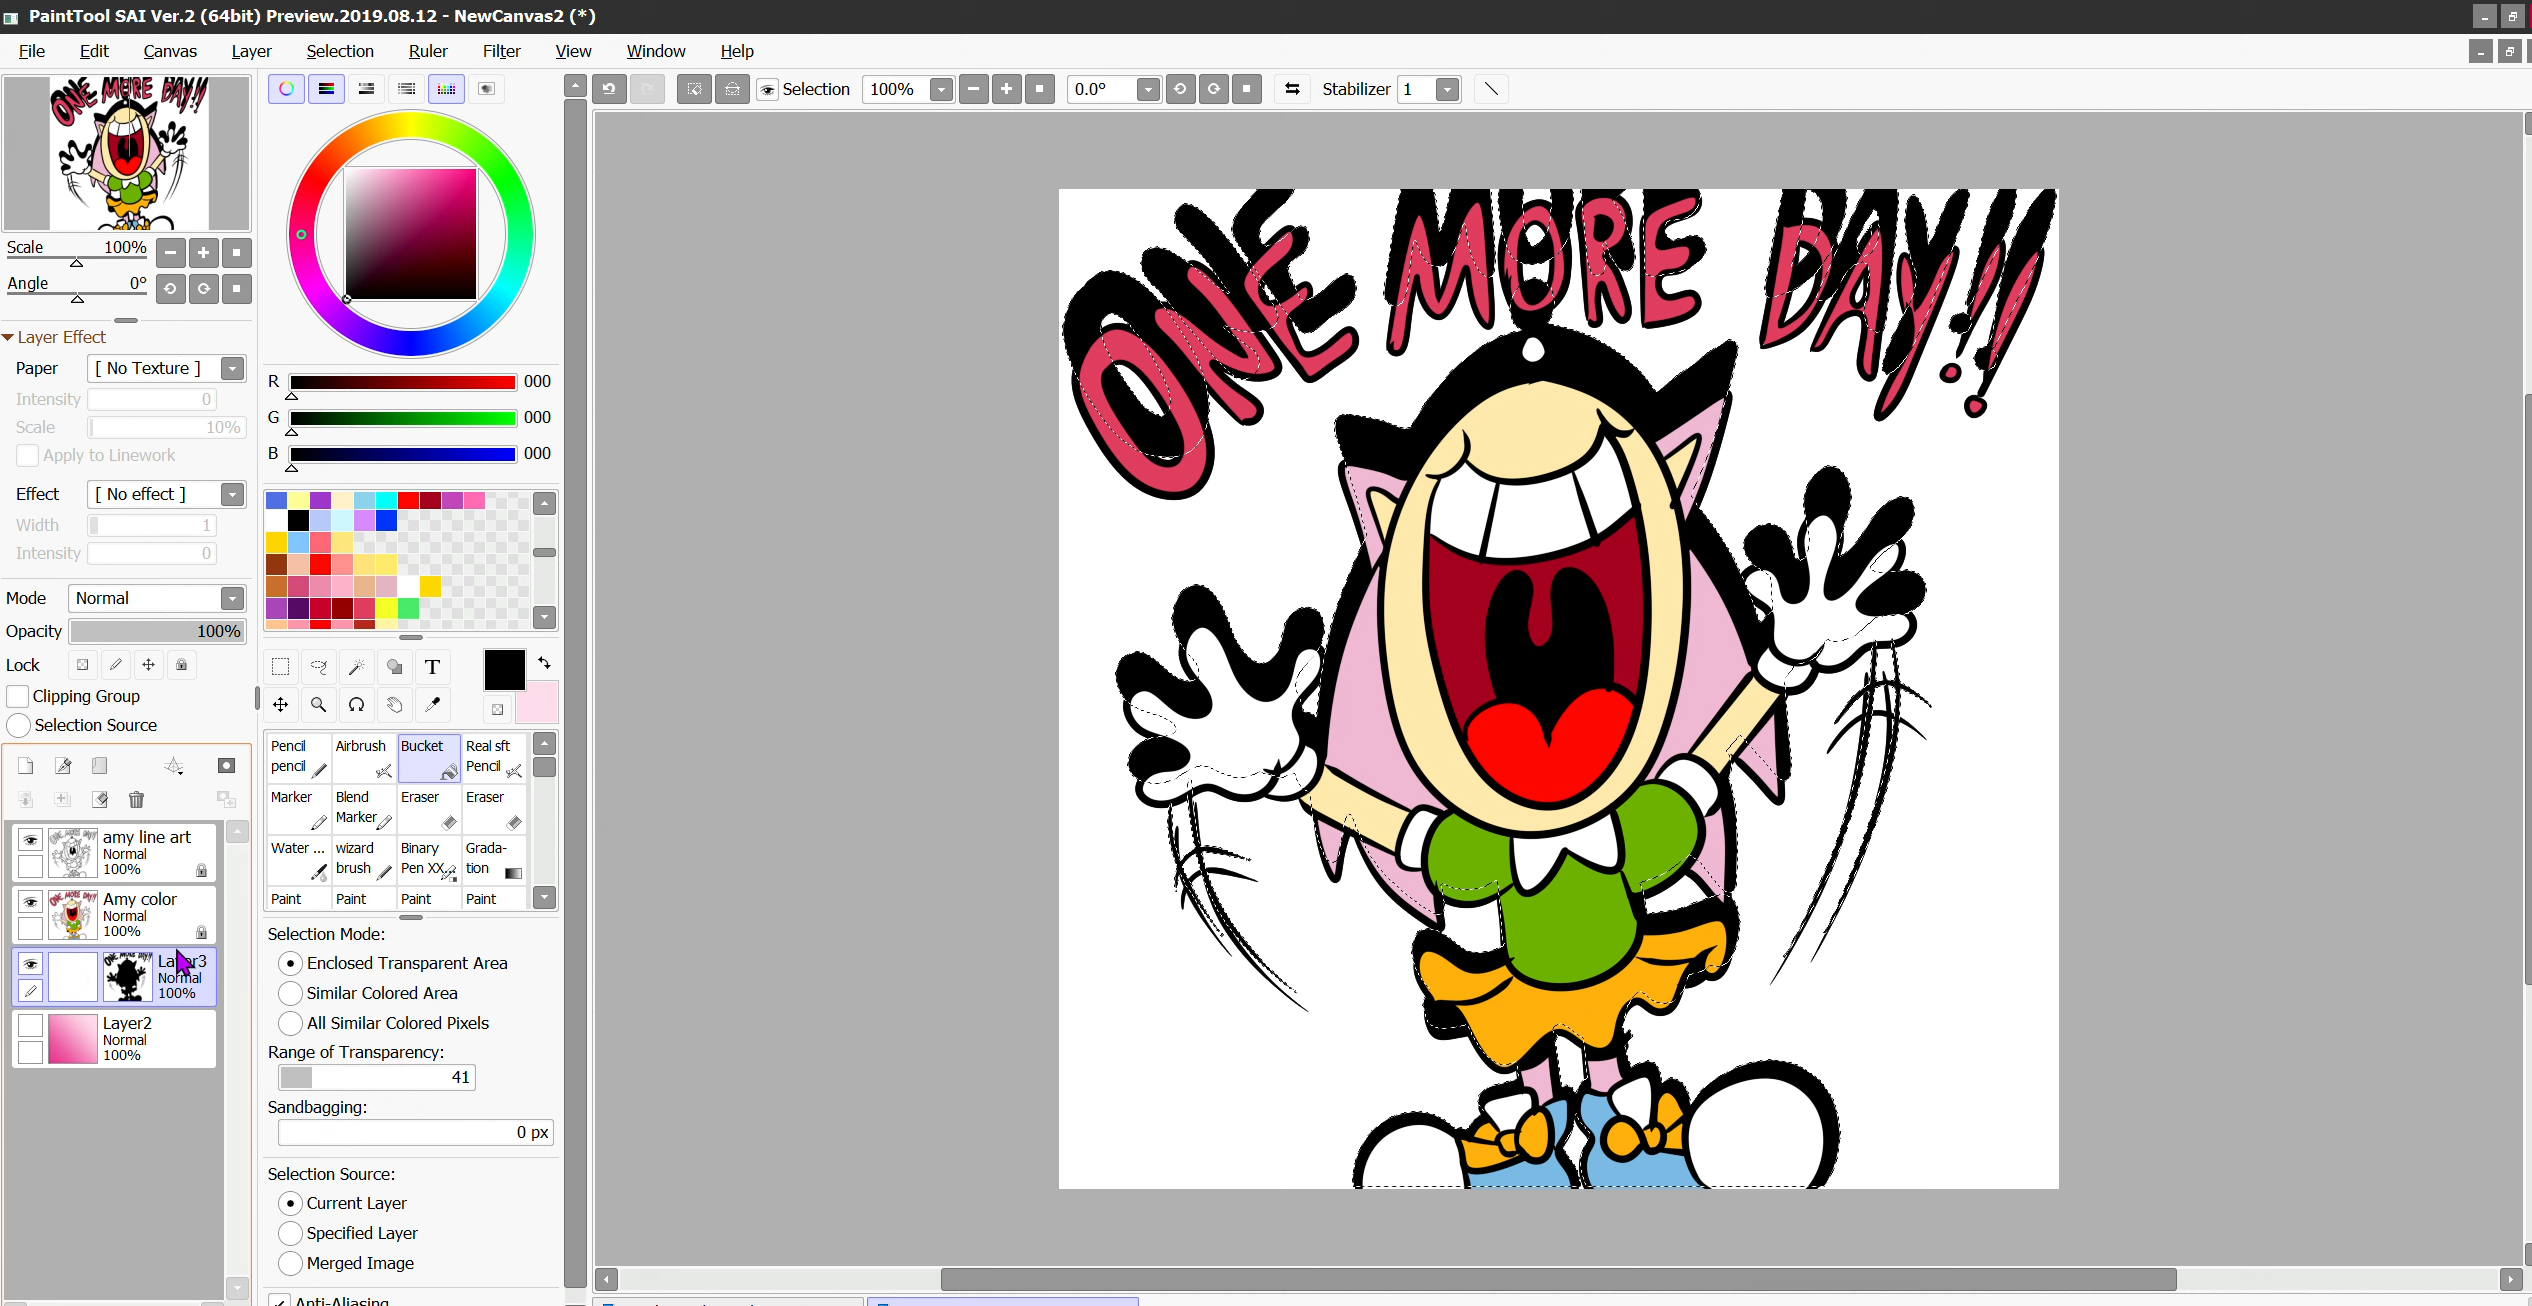 PaintTool SAI Ver.2 (64bit) Preview.2019.08.12 - NewCanvas2 (*)
File Edit Canvas Layer Selection Ruler Filter View Window Help
Selection 100% 0.0° Stabilizer 1
Scale 100%
Angle 0°
Layer Effect
Paper [ No Texture ]
Intensity 0
Scale 10%
Apply to Linework
Effect [ No effect ]
Width 1
Intensity 0
Mode Normal
Opacity 100%
Lock
Clipping Group
Selection Source
amy line art
Normal
100%
Amy color
Normal
100%
Normal
100%
Layer2
Normal
100%
R 000
G 000
B 000
T
Pencil pencil
Airbrush
Bucket
Real sft Pencil
Marker
Blend Marker
Eraser
Eraser
Water ...
wizard brush
Binary Pen XX
Grada-
tion
Paint Paint Paint Paint
Selection Mode:
Enclosed Transparent Area
Similar Colored Area
All Similar Colored Pixels
Range of Transparency:
41
Sandbagging:
0 px
Selection Source:
Current Layer
Specified Layer
Merged Image
Anti-Aliasing
ONE MORE DAY!!